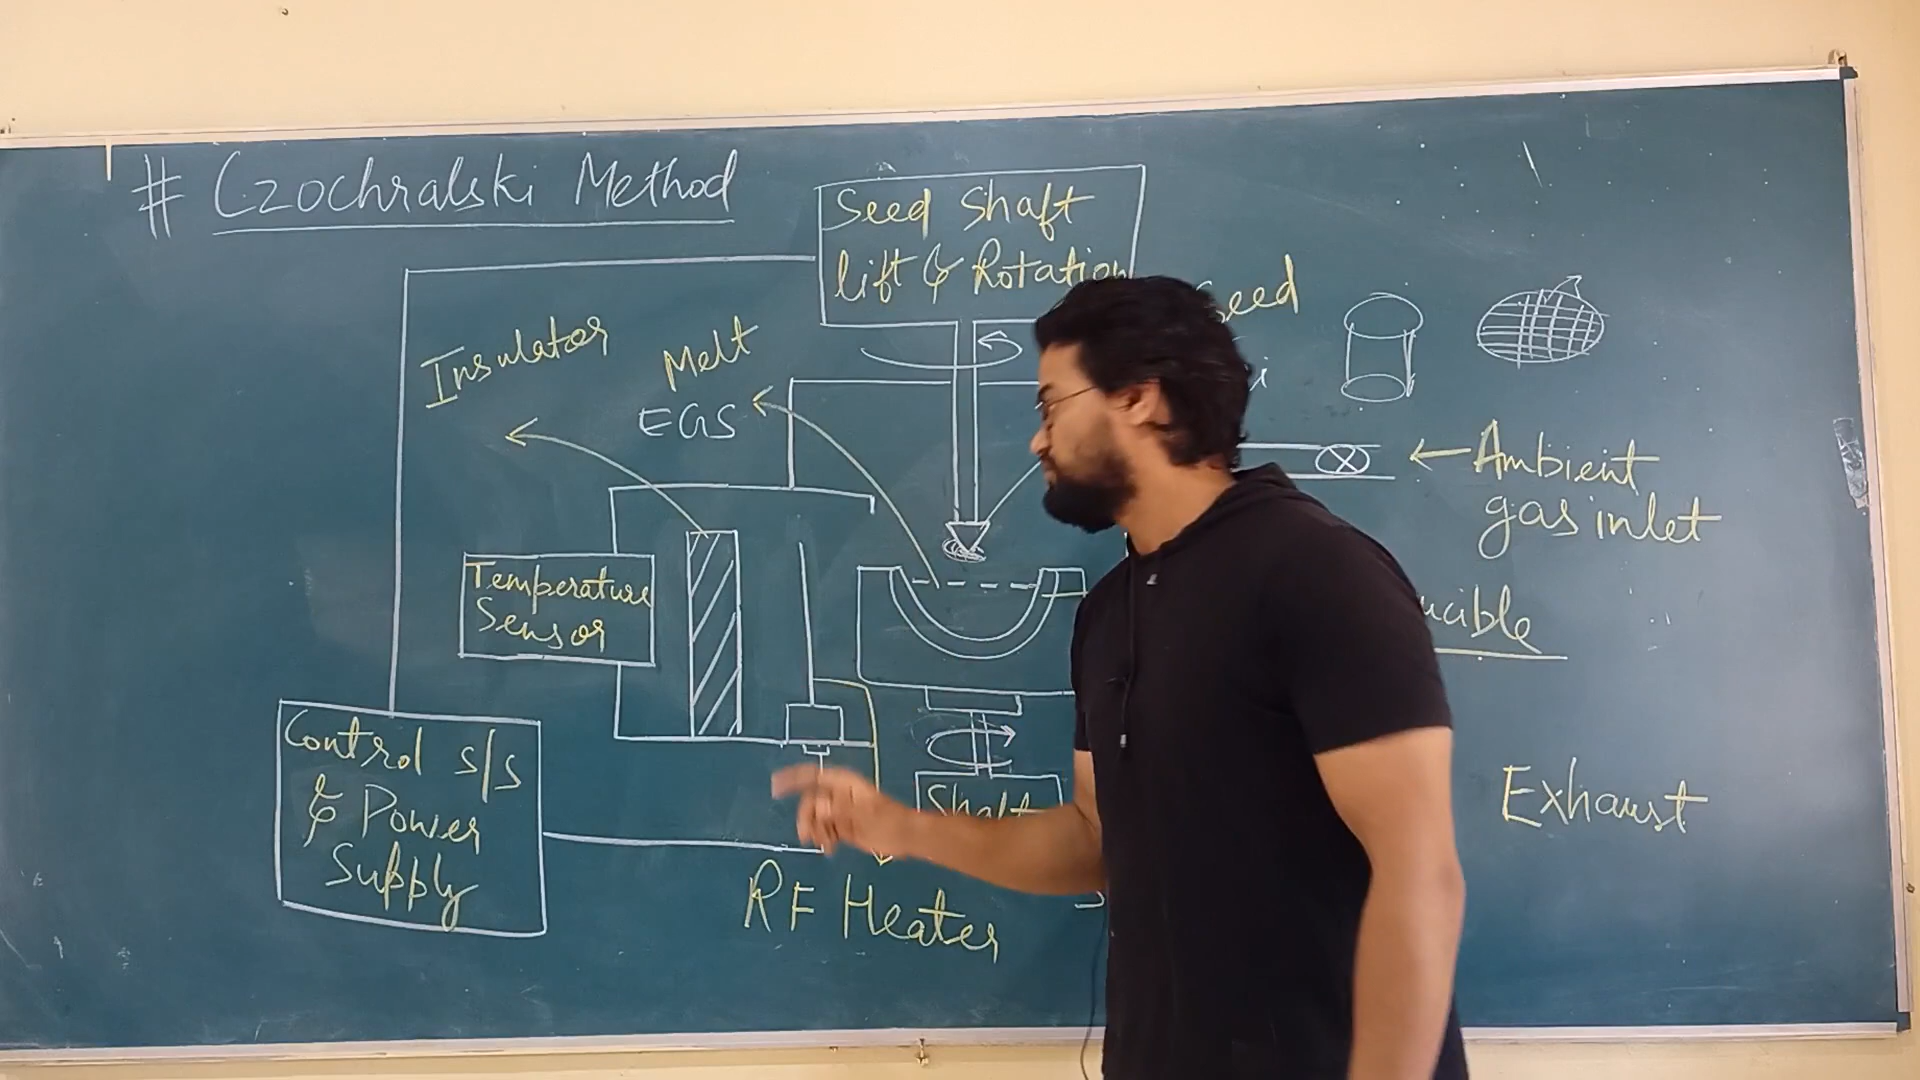 # Czochralski Method
Seed Shaft
lift & Rotation
Insulator
Melt
EGS
Seed
Ambient
gas inlet
Temperature
Sensor
Control s/s
& Power
Supply
Shaft
RF Heater
Exhaust